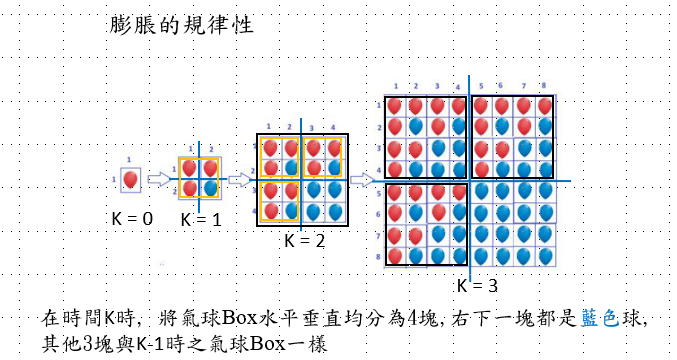 膨脹的規律性
1 2 3 4 5 6 7 8
1 2 3 4
1 2
1
1
1
2
1
2
3
4
1
2
3
4
5
6
7
8
K = 0
K = 1
K = 2
K = 3
在時間K時, 將氣球Box水平垂直均分為4塊, 右下一塊都是藍色球,
其他3塊與K-1時之氣球Box一樣